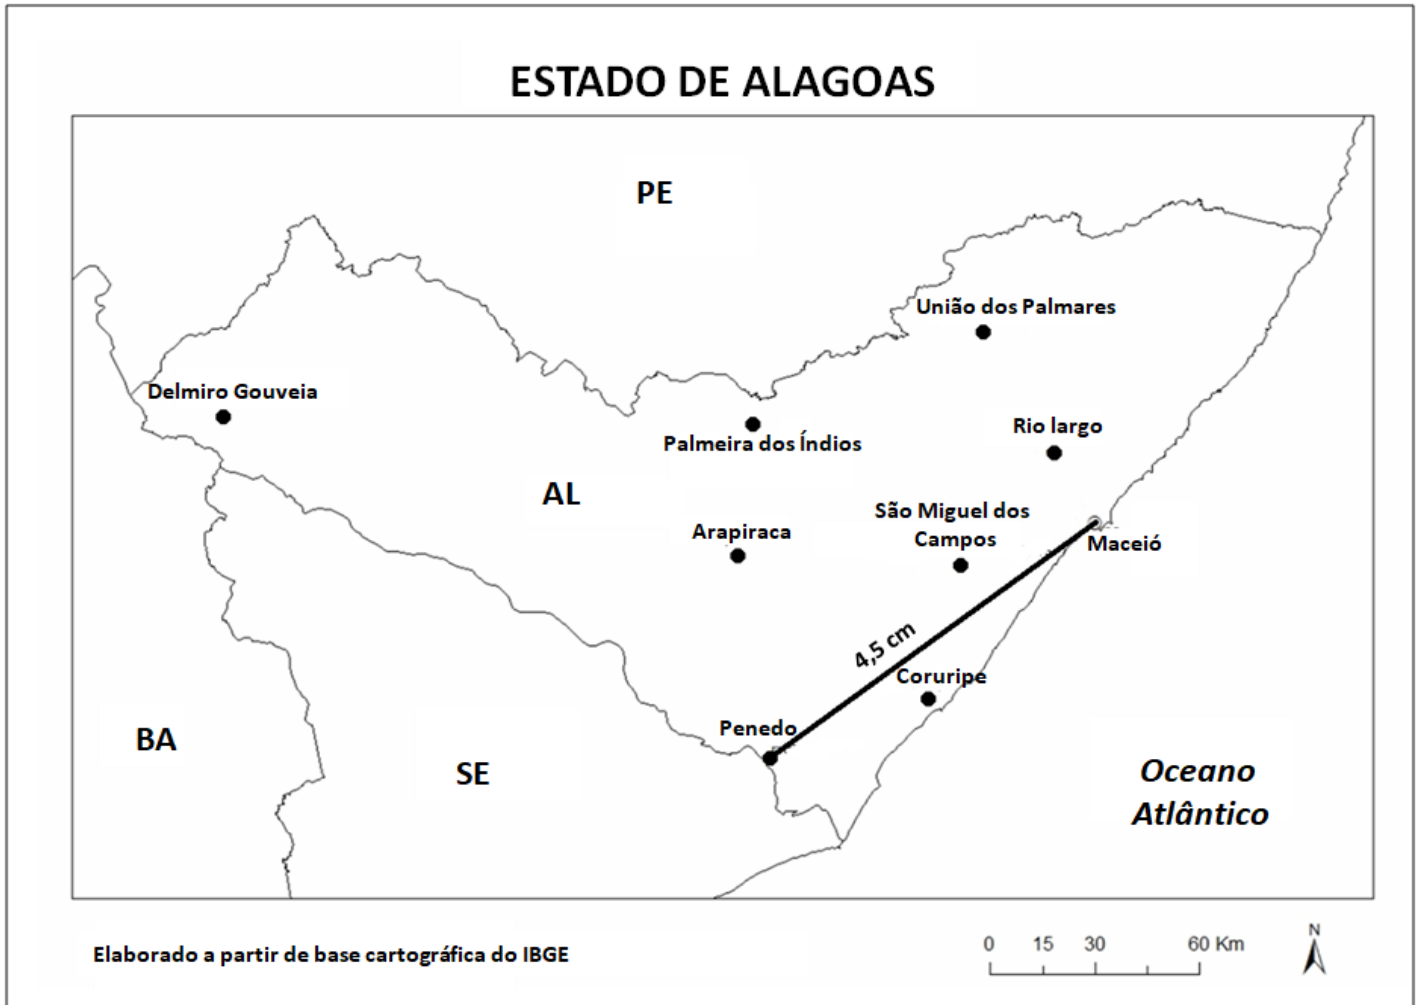 ESTADO DE ALAGOAS
PE
União dos Palmares
Delmiro Gouveia
Rio largo
Palmeira dos Índios
AL
São Miguel dos
Campos
Arapiraca
Maceió
4,5 cm
Coruripe
Penedo
BA
SE
Oceano
Atlântico
N
0 15 30 60 Km
Elaborado a partir de base cartográfica do IBGE